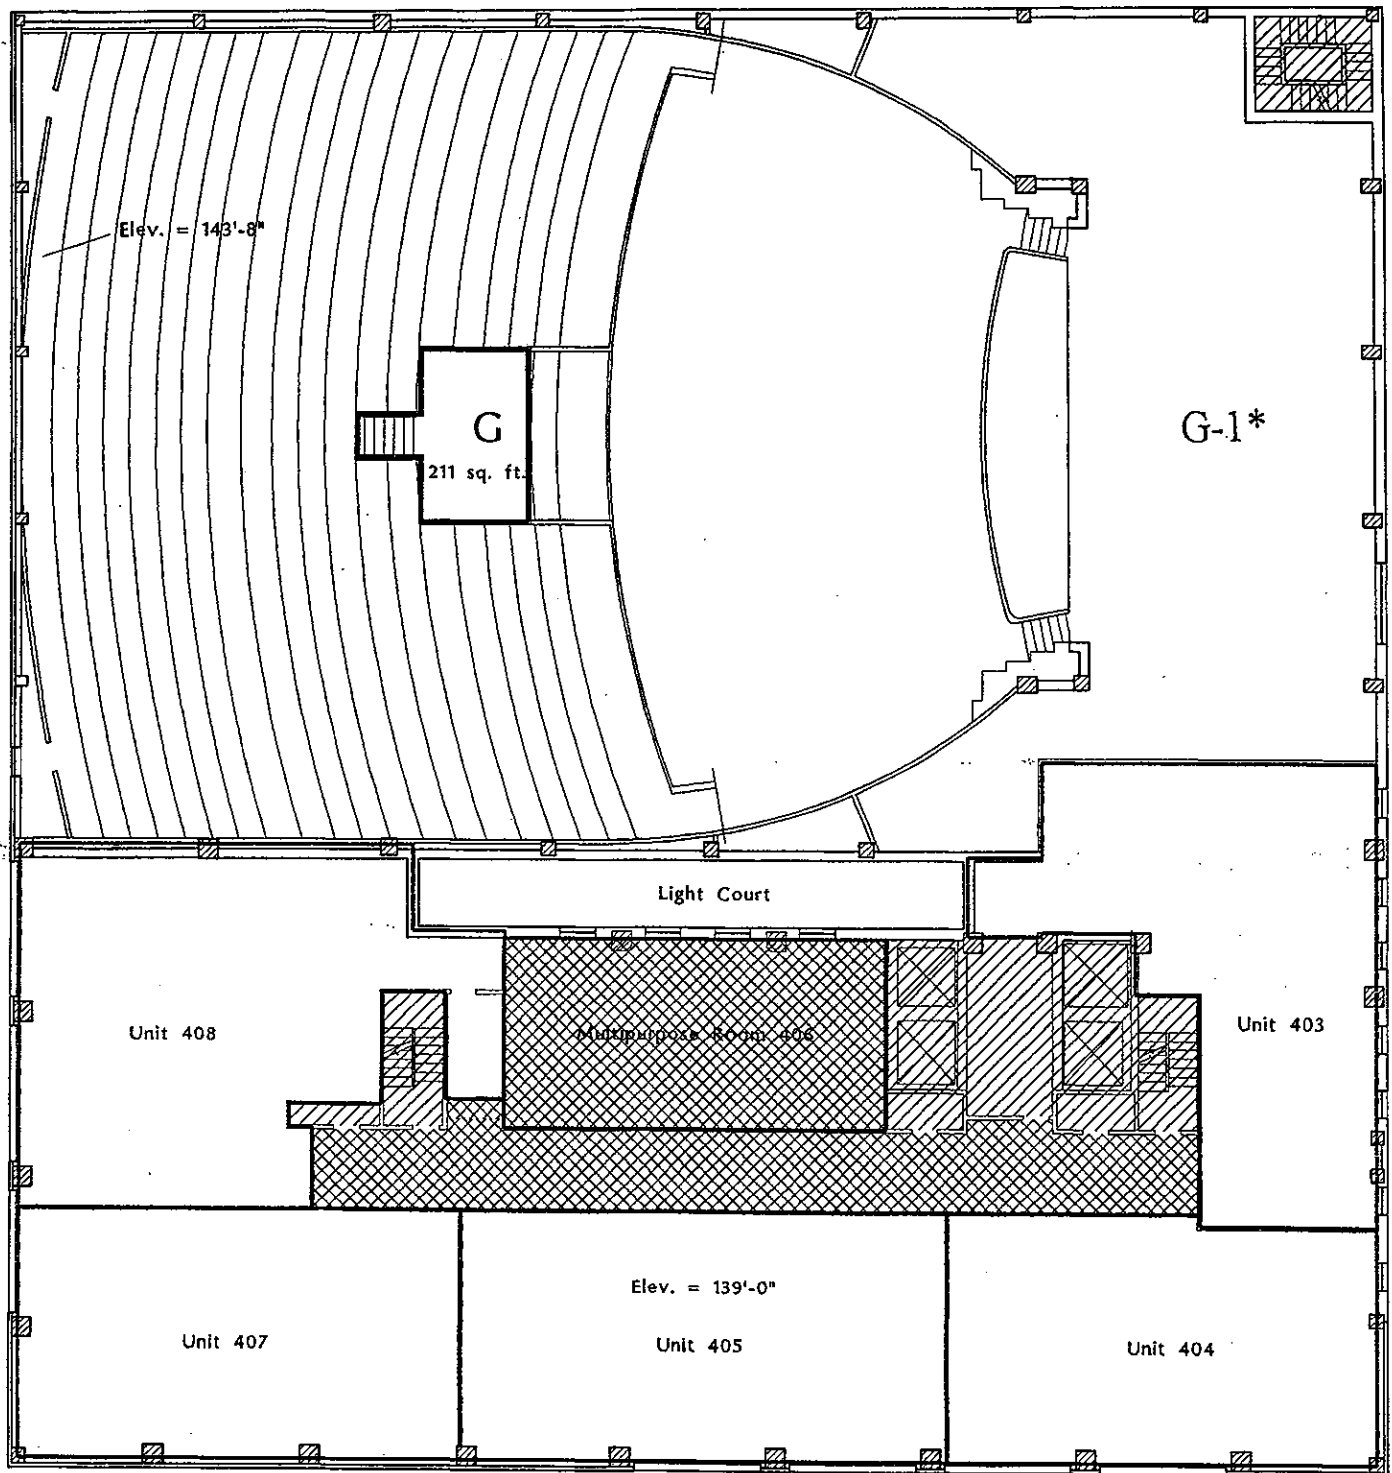 Elev. = 143'-8"
G
211 sq. ft.
G-1*
Light Court
Unit 408
Multipurpose Room 406
Unit 403
Elev. = 139'-0"
Unit 407
Unit 405
Unit 404